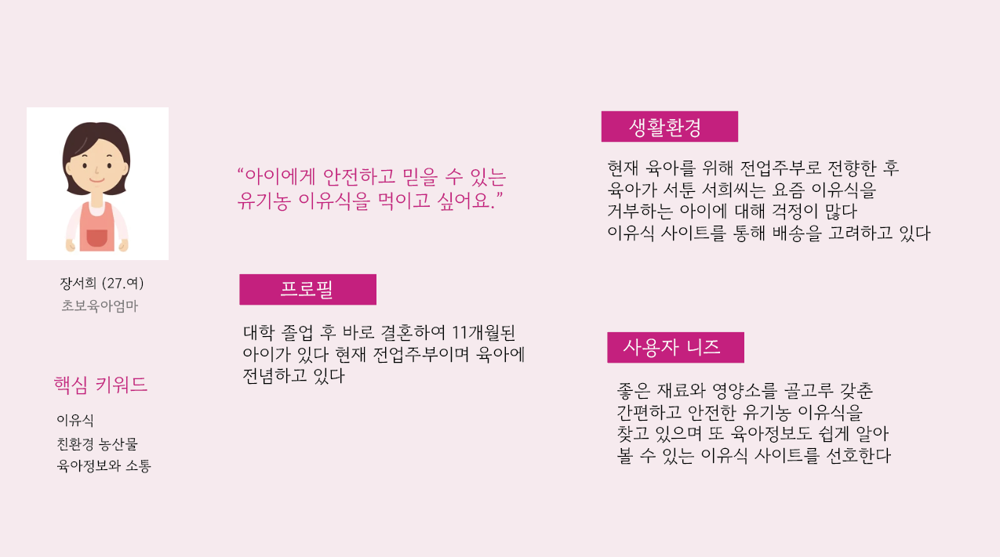 장서희 (27.여)
초보육아엄마
핵심 키워드
이유식
친환경 농산물
육아정보와 소통
“아이에게 안전하고 믿을 수 있는
유기농 이유식을 먹이고 싶어요.”
프로필
대학 졸업 후 바로 결혼하여 11개월된
아이가 있다 현재 전업주부이며 육아에
전념하고 있다
생활환경
현재 육아를 위해 전업주부로 전향한 후
육아가 서툰 서희씨는 요즘 이유식을
거부하는 아이에 대해 걱정이 많다
이유식 사이트를 통해 배송을 고려하고 있다
사용자 니즈
좋은 재료와 영양소를 골고루 갖춘
간편하고 안전한 유기농 이유식을
찾고 있으며 또 육아정보도 쉽게 알아
볼 수 있는 이유식 사이트를 선호한다